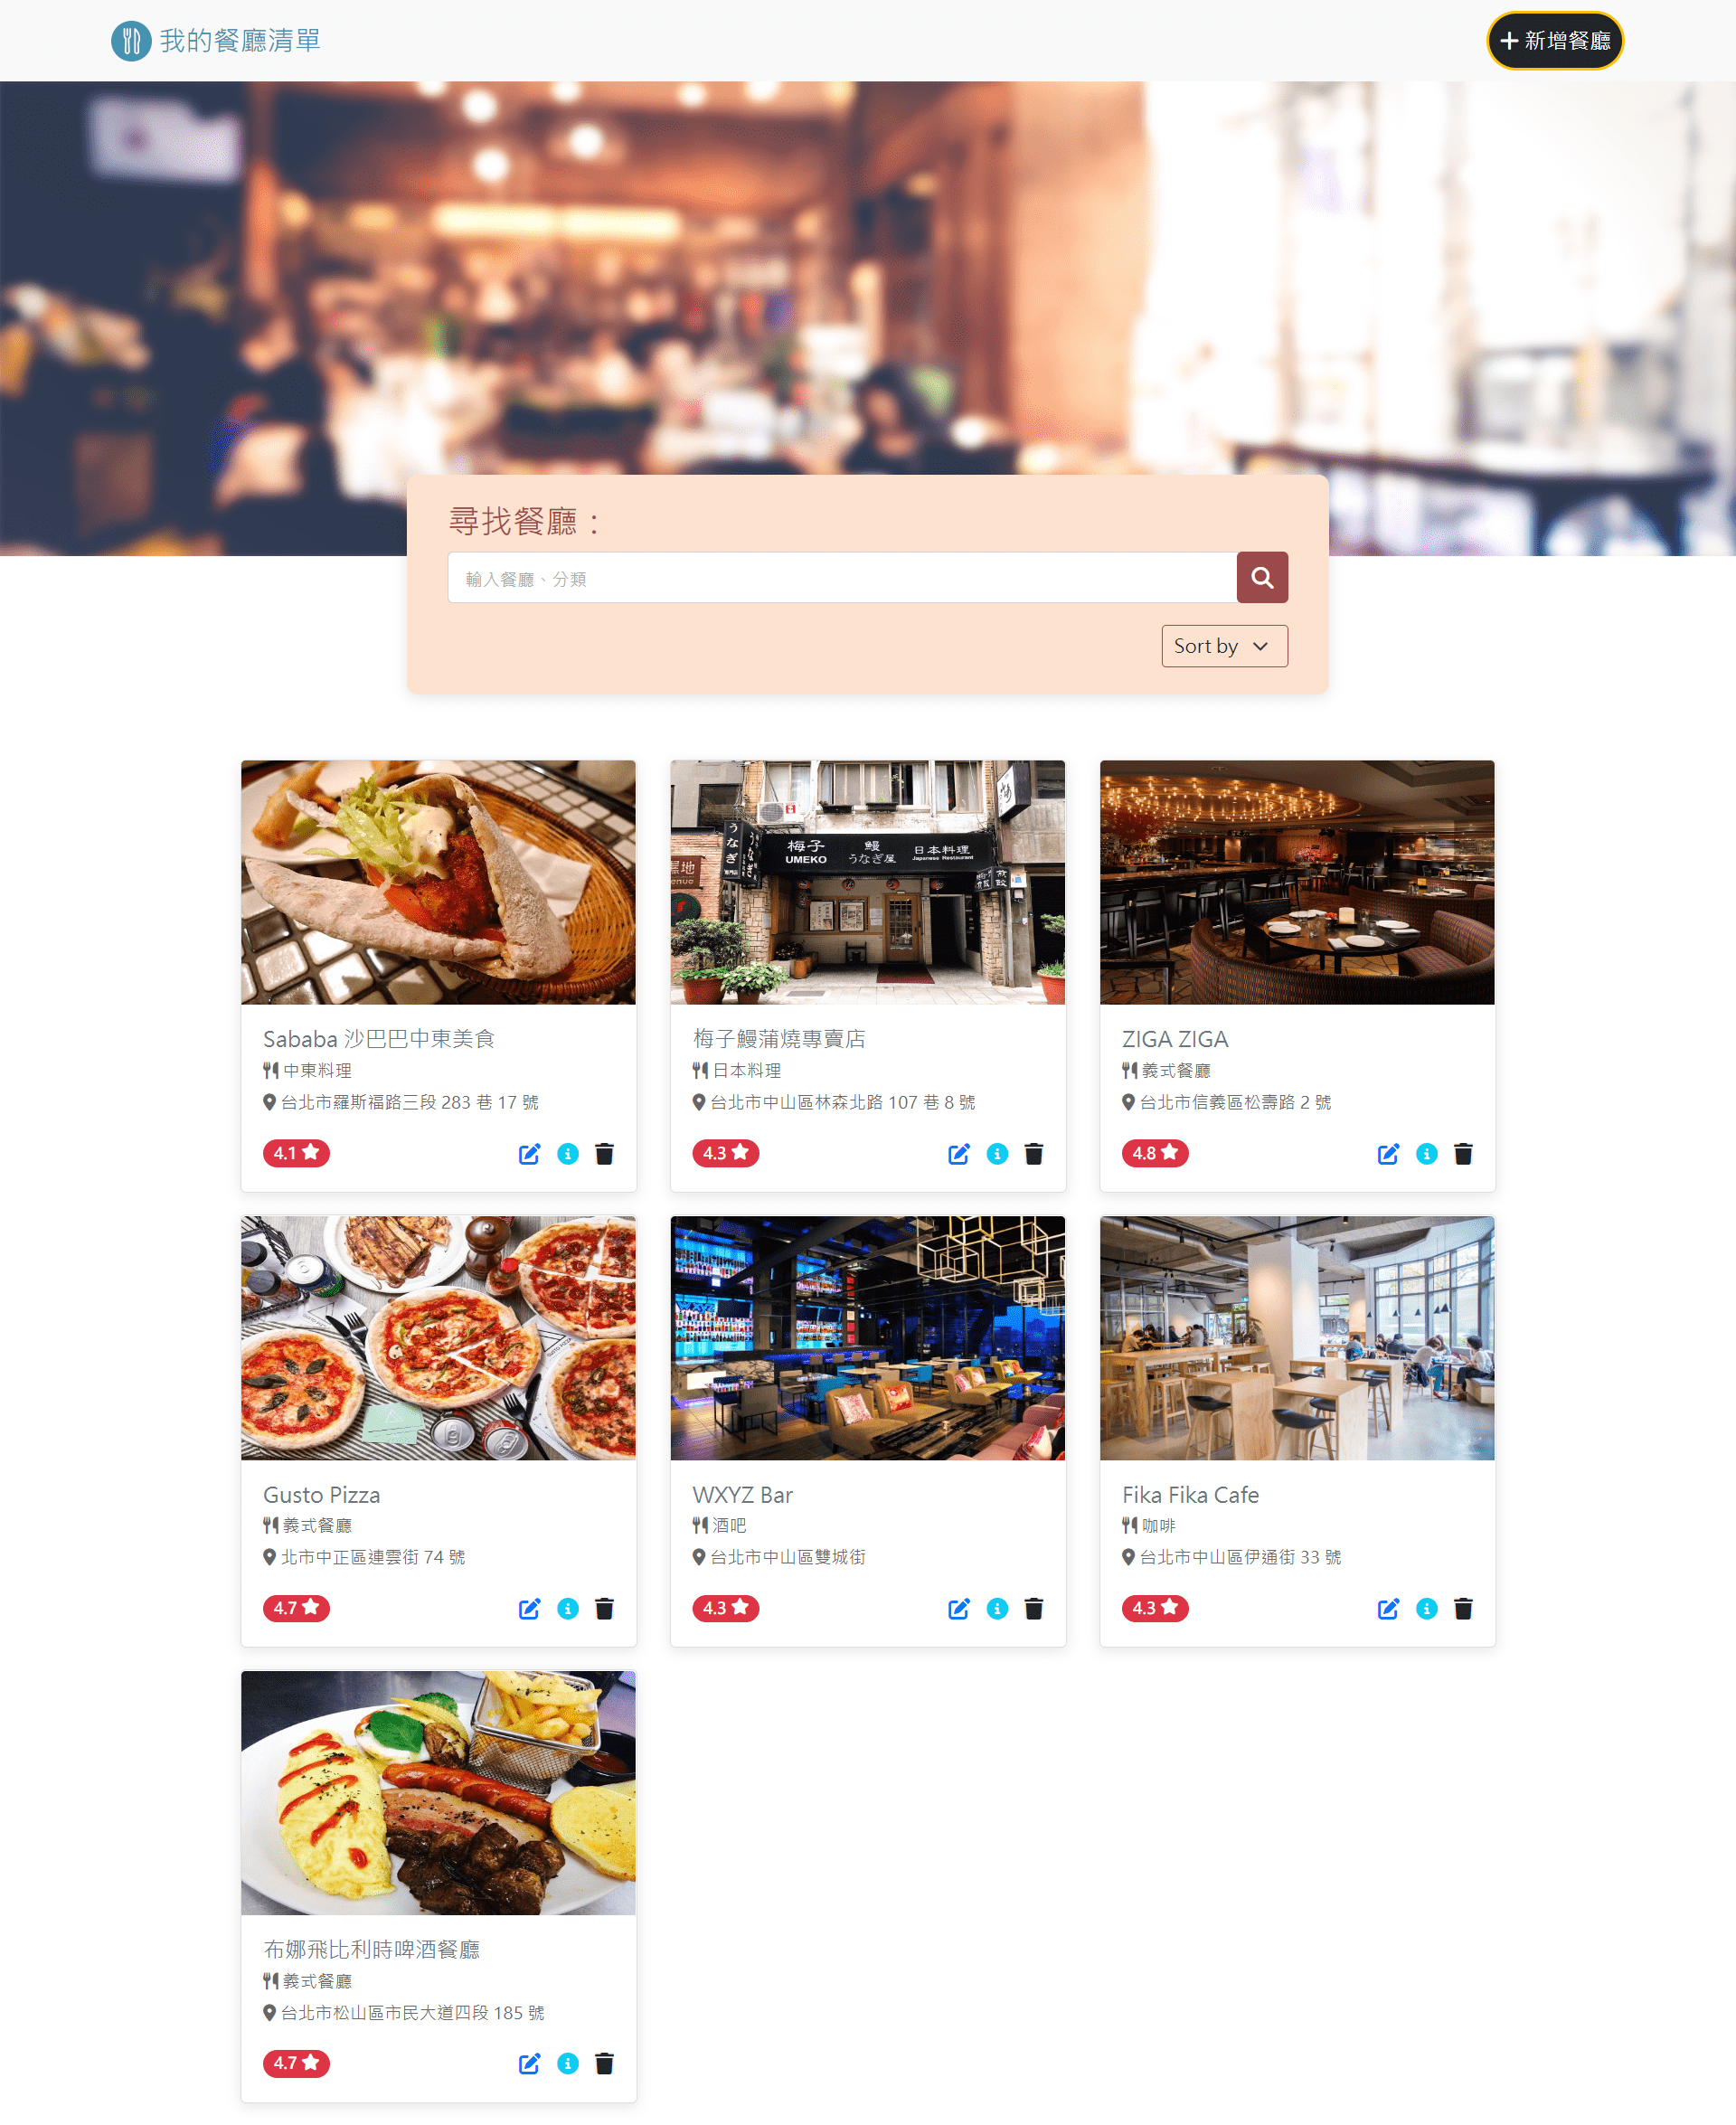 我的餐廳清單
新增餐廳
尋找餐廳：
輸入餐廳、分類
Sort by
うなぎ
梅子
UMEKO
鰻
うなぎ屋
日本料理
Japanese Restaurant
Sababa 沙巴巴中東美食
中東料理
台北市羅斯福路三段 283 巷 17 號
4.1
梅子鰻蒲燒專賣店
日本料理
台北市中山區林森北路 107 巷 8 號
4.3
ZIGA ZIGA
義式餐廳
台北市信義區松壽路 2 號
4.8
Gusto Pizza
義式餐廳
北市中正區連雲街 74 號
4.7
WXYZ Bar
酒吧
台北市中山區雙城街
4.3
Fika Fika Cafe
咖啡
台北市中山區伊通街 33 號
4.3
布娜飛比利時啤酒餐廳
義式餐廳
台北市松山區市民大道四段 185 號
4.7